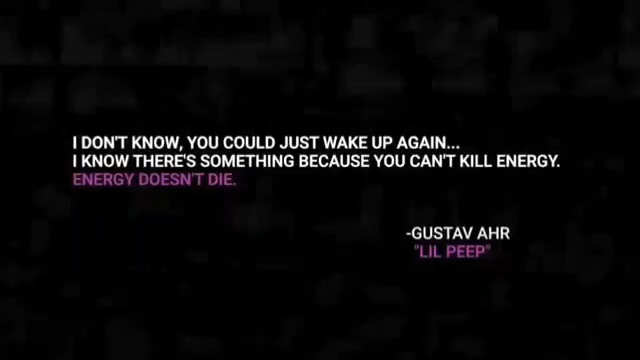 I DON'T KNOW, YOU COULD JUST WAKE UP AGAIN...
I KNOW THERE'S SOMETHING BECAUSE YOU CAN'T KILL ENERGY.
ENERGY DOESN'T DIE.
-GUSTAV AHR
"LIL PEEP"